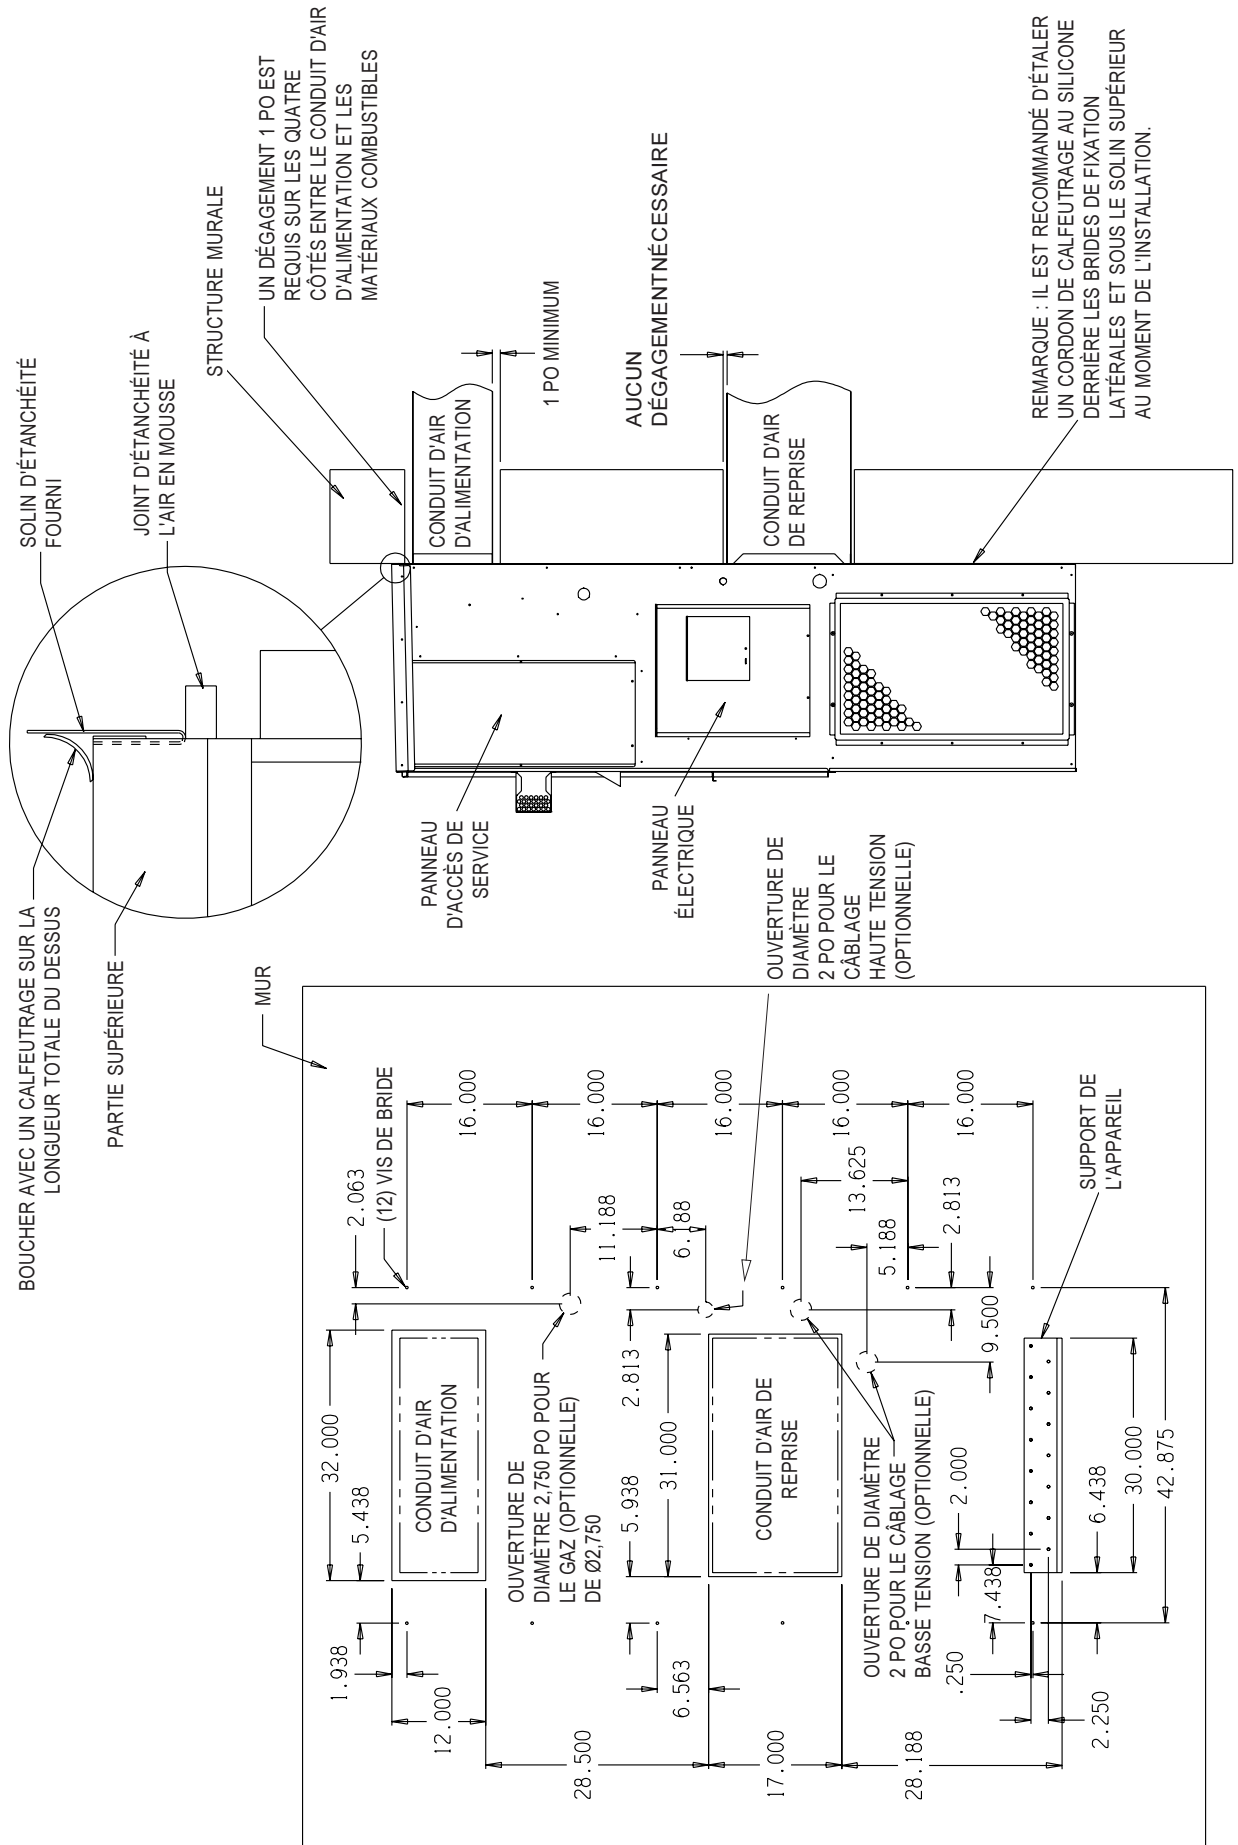 BOUCHER AVEC UN CALFEUTRAGE SUR LA
LONGUEUR TOTALE DU DESSUS
PARTIE SUPÉRIEURE
SOLIN D'ÉTANCHÉITÉ
FOURNI
JOINT D'ÉTANCHÉITÉ À
L'AIR EN MOUSSE
STRUCTURE MURALE
UN DÉGAGEMENT 1 PO EST
REQUIS SUR LES QUATRE
CÔTÉS ENTRE LE CONDUIT D'AIR
D'ALIMENTATION ET LES
MATÉRIAUX COMBUSTIBLES
CONDUIT D'AIR
D'ALIMENTATION
1 PO MINIMUM
AUCUN
DÉGAGEMENTNÉCESSAIRE
CONDUIT D'AIR
DE REPRISE
REMARQUE : IL EST RECOMMANDÉ D'ÉTALER
UN CORDON DE CALFEUTRAGE AU SILICONE
DERRIÈRE LES BRIDES DE FIXATION
LATÉRALES ET SOUS LE SOLIN SUPÉRIEUR
AU MOMENT DE L'INSTALLATION.
PANNEAU
D'ACCÈS DE
SERVICE
PANNEAU
ÉLECTRIQUE
MUR
OUVERTURE DE
DIAMÈTRE
2 PO POUR LE
CÂBLAGE
HAUTE TENSION
(OPTIONNELLE)
(12) VIS DE BRIDE
1.938
5.438
32.000
2.063
12.000
CONDUIT D'AIR
D'ALIMENTATION
16.000
16.000
16.000
16.000
16.000
28.500
OUVERTURE DE
DIAMÈTRE 2,750 PO POUR
LE GAZ (OPTIONNELLE)
DE Ø2,750
11.188
6.188
2.813
5.938
31.000
6.563
17.000
CONDUIT D'AIR DE
REPRISE
13.625
5.188
2.813
9.500
28.188
OUVERTURE DE DIAMÈTRE
2 PO POUR LE CÂBLAGE
BASSE TENSION (OPTIONNELLE)
.250
7.438
2.000
2.250
6.438
30.000
42.875
SUPPORT DE
L'APPAREIL